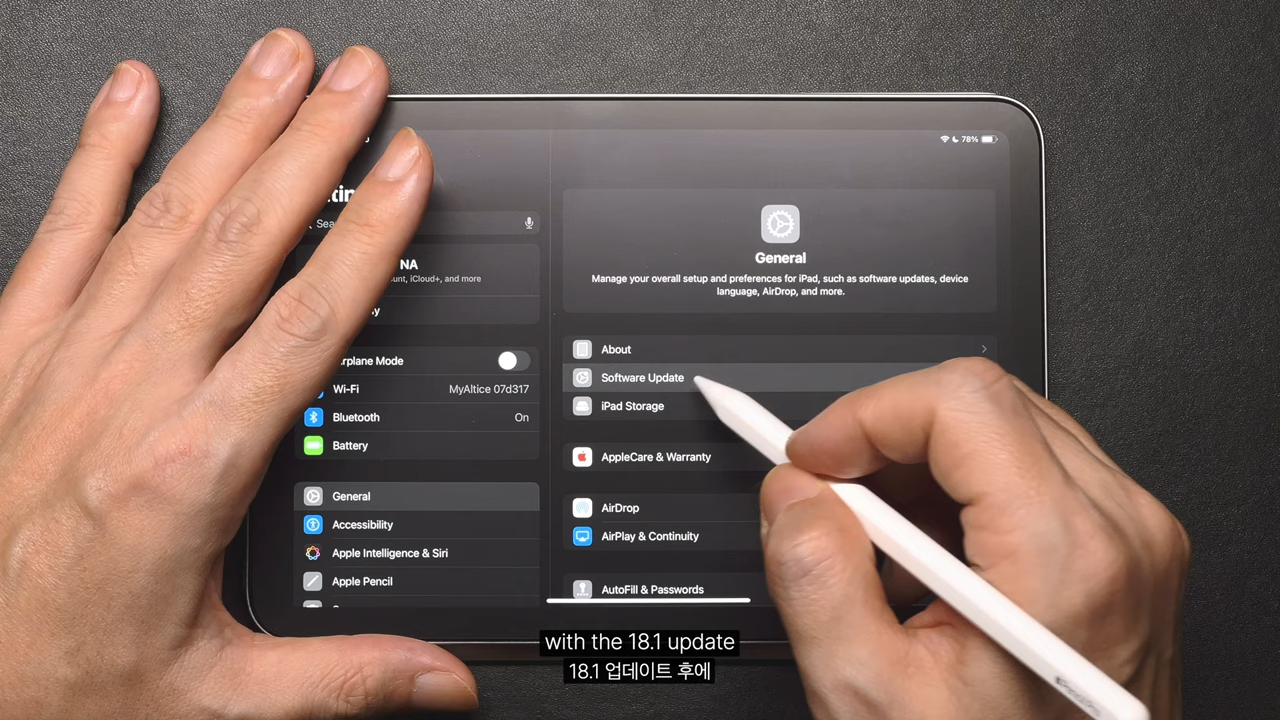 78%
General
Manage your overall setup and preferences for iPad, such as software updates, device
language, AirDrop, and more.
NA
iCloud+, and more
Airplane Mode
Wi-Fi MyAltice 07d317
Bluetooth On
Battery
General
Accessibility
Apple Intelligence & Siri
Apple Pencil
About
Software Update
iPad Storage
AppleCare & Warranty
AirDrop
AirPlay & Continuity
AutoFill & Passwords
with the 18.1 update
18.1 업데이트 후에